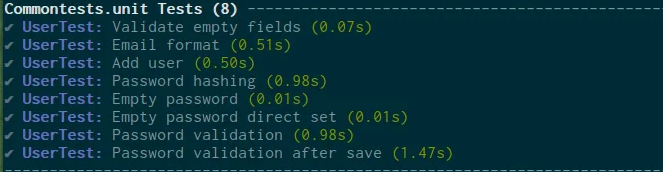 Commontests.unit Tests (8) ------------------------------------------------
✔ UserTest: Validate empty fields (0.07s)
✔ UserTest: Email format (0.51s)
✔ UserTest: Add user (0.50s)
✔ UserTest: Password hashing (0.98s)
✔ UserTest: Empty password (0.01s)
✔ UserTest: Empty password direct set (0.01s)
✔ UserTest: Password validation (0.98s)
✔ UserTest: Password validation after save (1.47s)
---------------------------------------------------------------------------